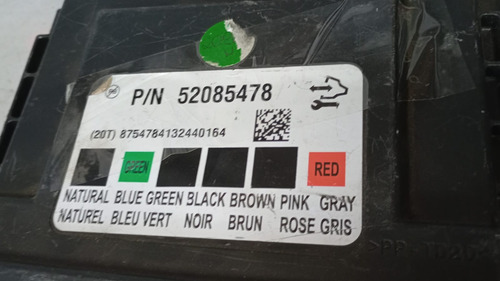 P/N 52085478
(20T) 8754784132440164
GREEN RED
NATURAL BLUE GREEN BLACK BROWN PINK GRAY
NATUREL BLEU VERT NOIR BRUN ROSE GRIS